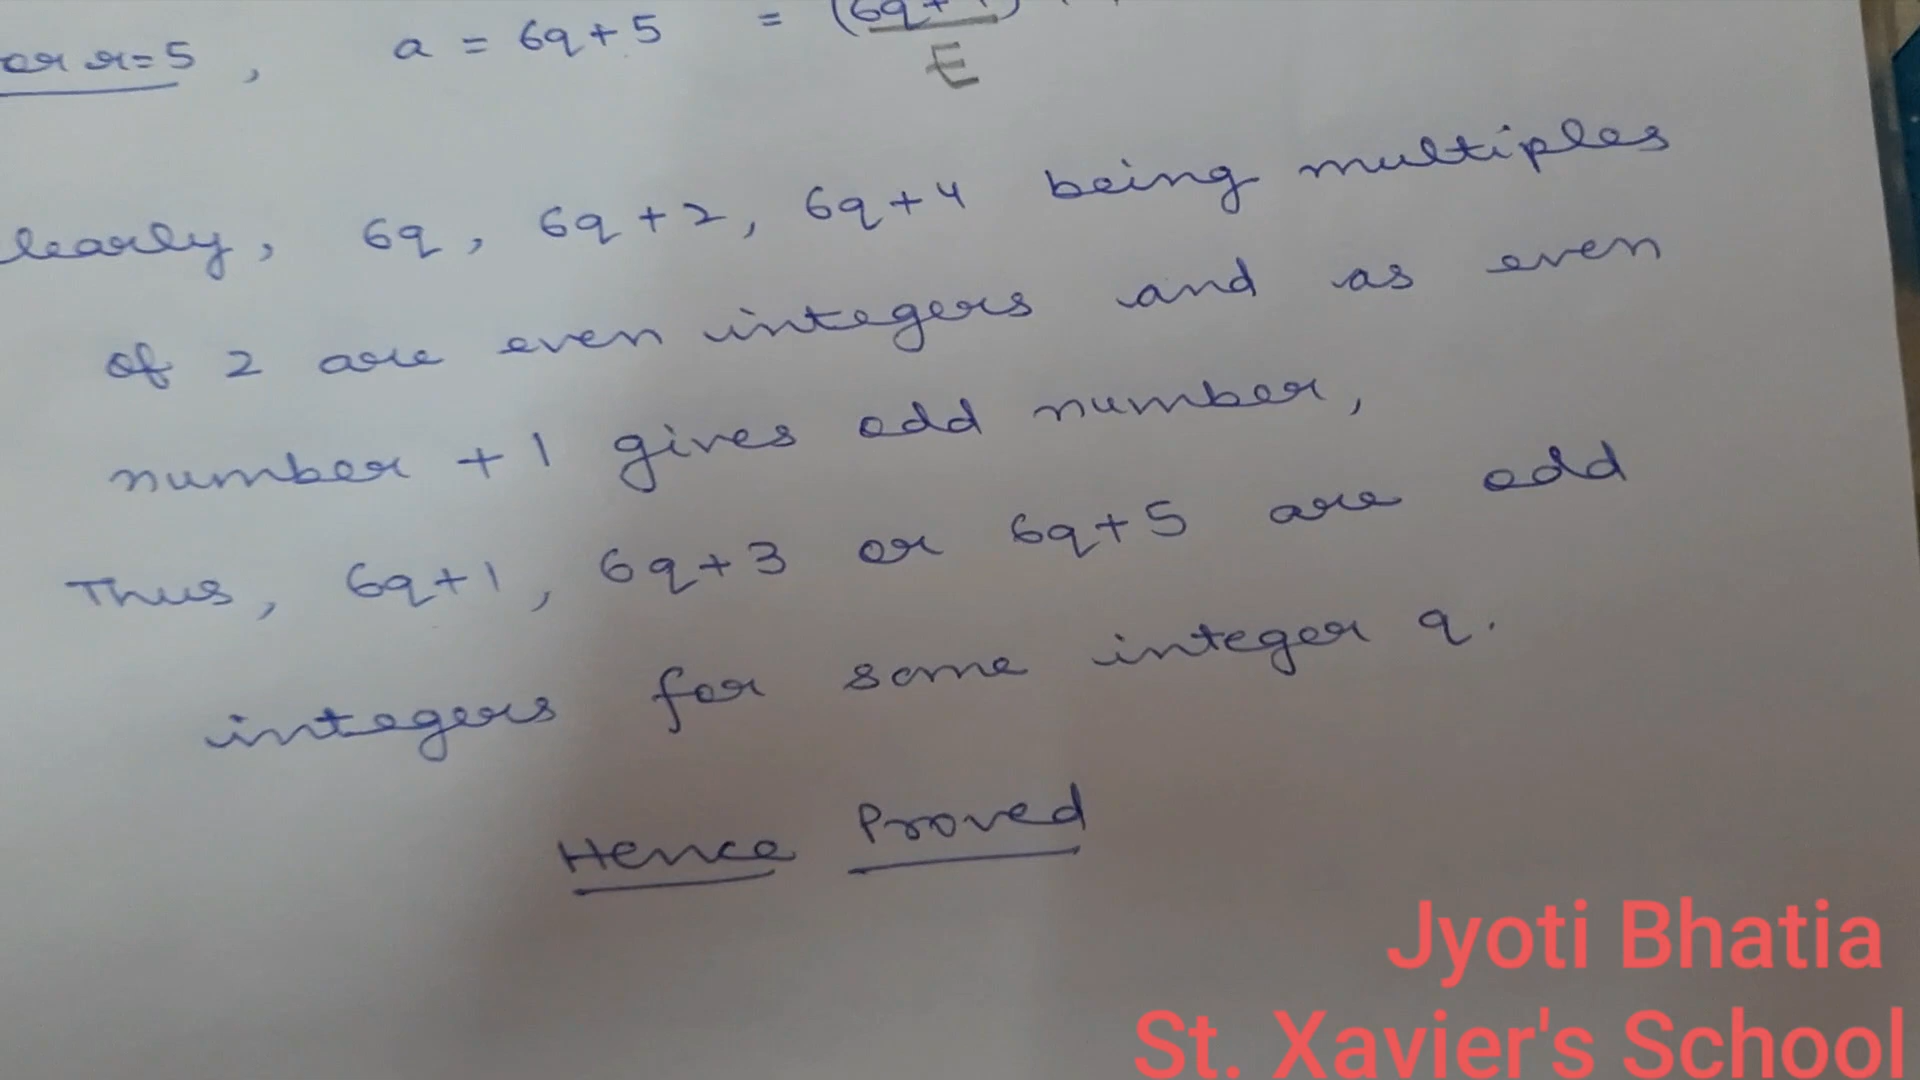 r=5, a = 6q+5 = (6q+
E
6q, 6q+2, 6q+4 being multiples
of 2 are even integers and as even
number +1 gives odd number,
Thus, 6q+1, 6q+3 or 6q+5 are odd
integers for some integer q.
Hence Proved
Jyoti Bhatia
St. Xavier's School